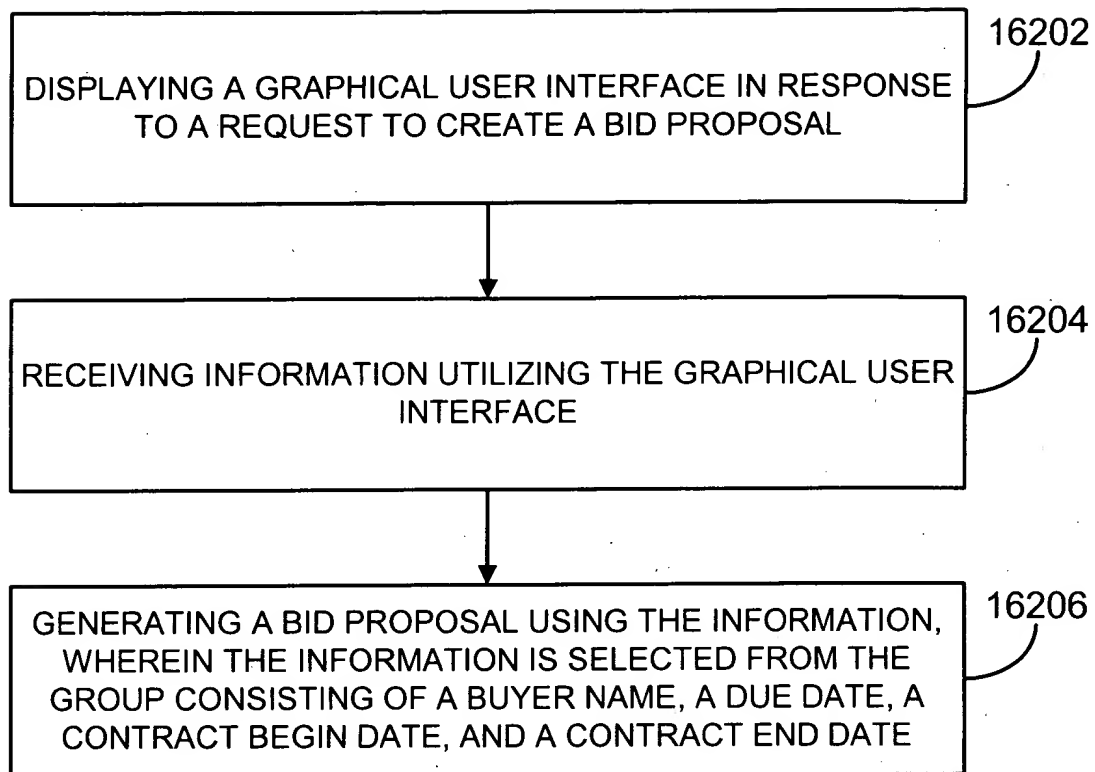 16202
DISPLAYING A GRAPHICAL USER INTERFACE IN RESPONSE
TO A REQUEST TO CREATE A BID PROPOSAL
16204
RECEIVING INFORMATION UTILIZING THE GRAPHICAL USER
INTERFACE
16206
GENERATING A BID PROPOSAL USING THE INFORMATION,
WHEREIN THE INFORMATION IS SELECTED FROM THE
GROUP CONSISTING OF A BUYER NAME, A DUE DATE, A
CONTRACT BEGIN DATE, AND A CONTRACT END DATE